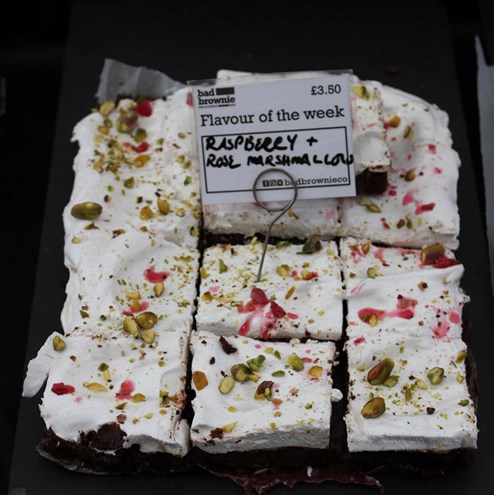 bad
brownie
£3.50
Flavour of the week
RASPBERRY +
ROSE MARSHMALLOW
badbrownieco